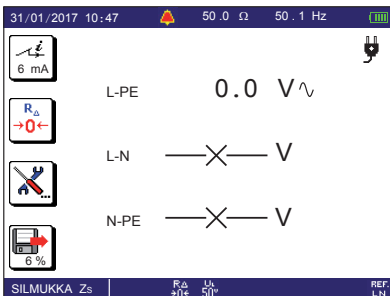 31/01/2017 10:47 50.0 Ω 50.1 Hz
i
6 mA
L-PE 0.0 V∿
RΔ
→0←
L-N V
...
N-PE V
6 %
SILMUKKA Zs RΔ →0← UL 50V REF. L N